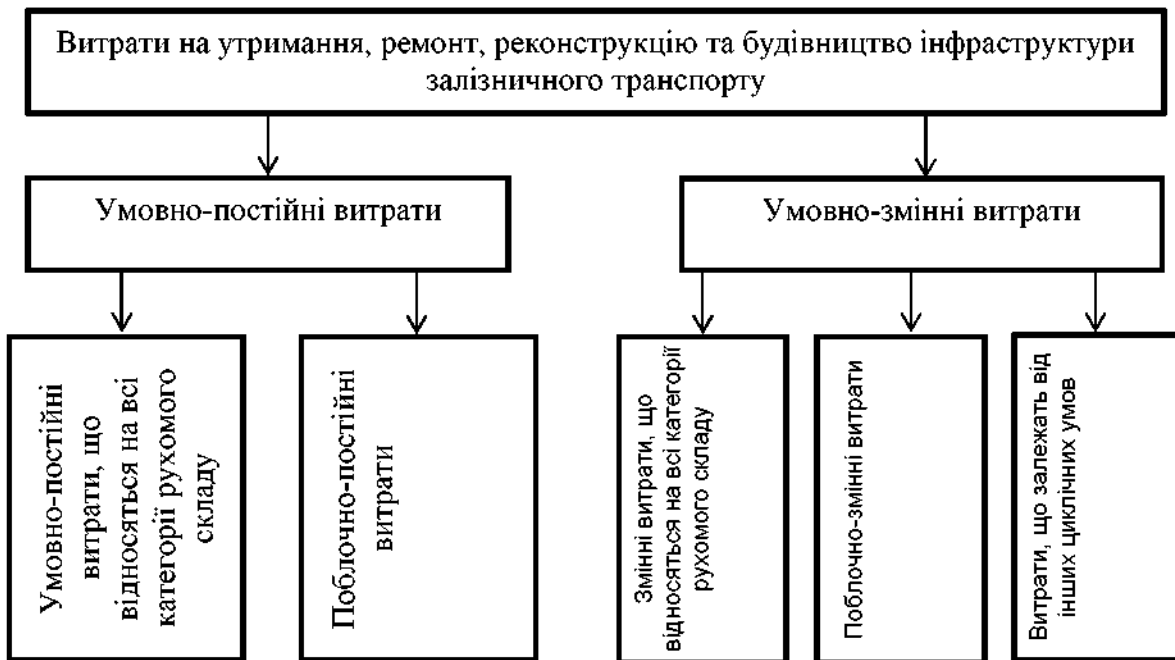 Витрати на утримання, ремонт, реконструкцію та будівництво інфраструктури
залізничного транспорту
Умовно-постійні витрати
Умовно-змінні витрати
Умовно-постійні
витрати, що
відносяться на всі
категорії рухомого
складу
Поблочно-постійні
витрати
Змінні витрати, що
відносяться на всі категорії
рухомого складу
Поблочно-змінні витрати
Витрати, що залежать від
інших циклічних умов